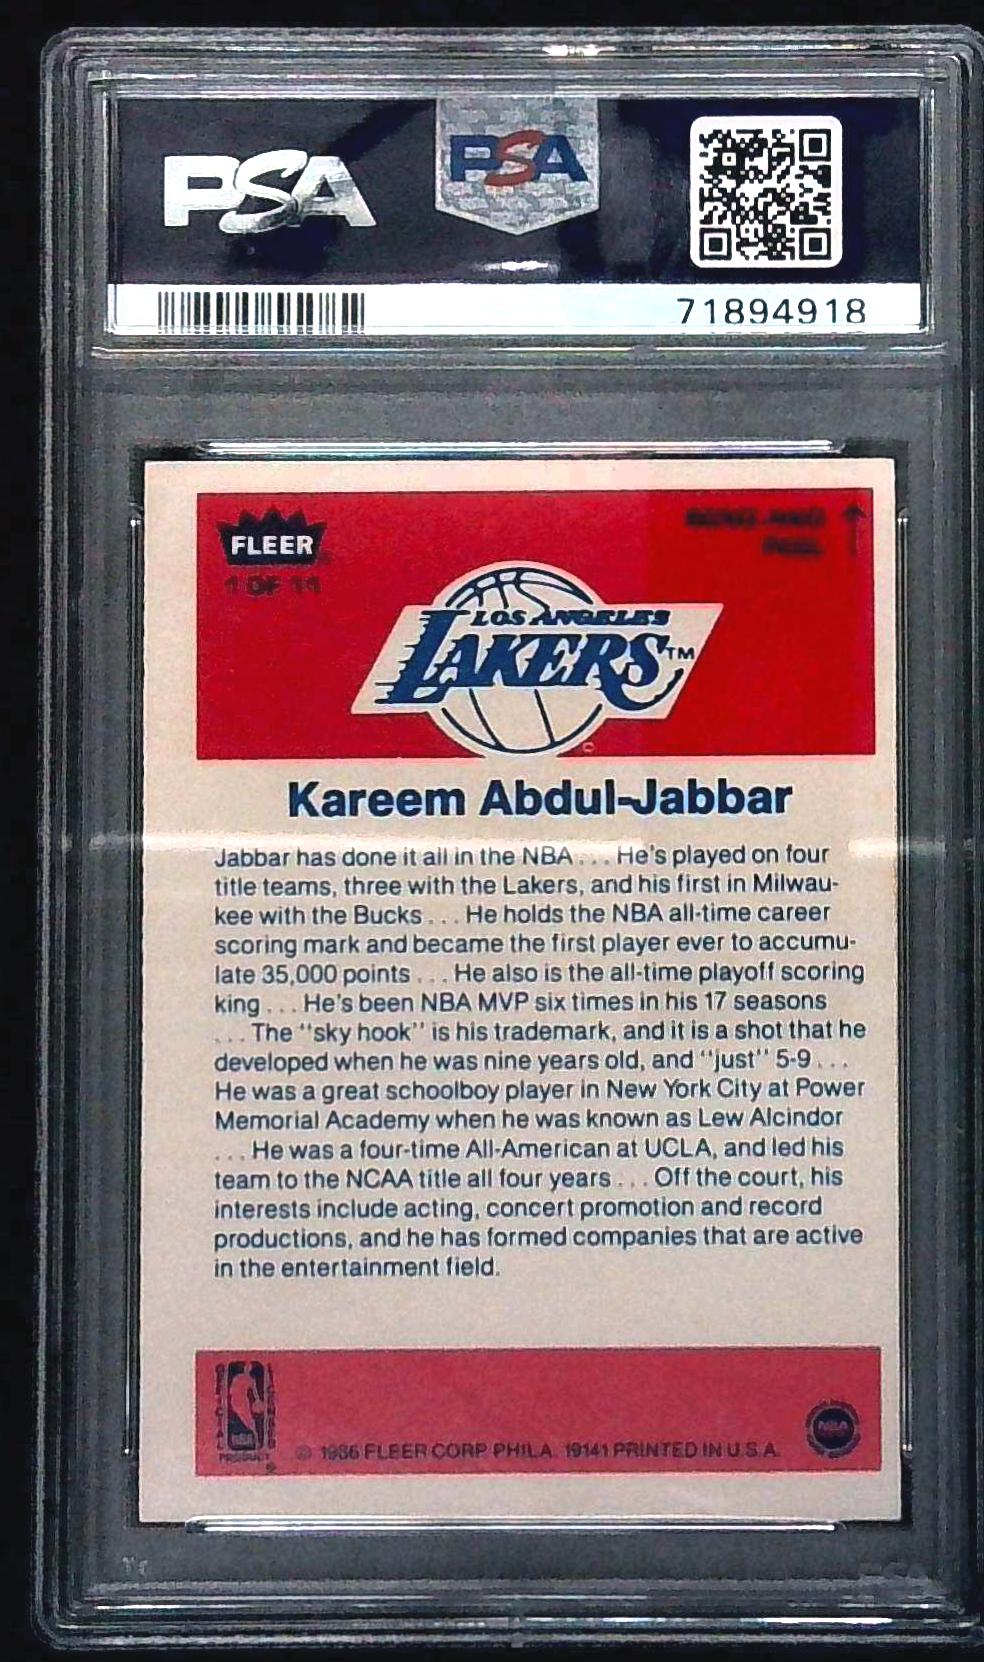 PSA
PSA
71894918
FLEER
1 OF 11
BEND AND
PEEL
LOS ANGELES
LAKERS™
©
Kareem Abdul-Jabbar
Jabbar has done it all in the NBA . . . He's played on four
title teams, three with the Lakers, and his first in Milwau-
kee with the Bucks . . . He holds the NBA all-time career
scoring mark and became the first player ever to accumu-
late 35,000 points . . . He also is the all-time playoff scoring
king . . . He's been NBA MVP six times in his 17 seasons
. . . The "sky hook" is his trademark, and it is a shot that he
developed when he was nine years old, and "just" 5-9 . . .
He was a great schoolboy player in New York City at Power
Memorial Academy when he was known as Lew Alcindor
. . . He was a four-time All-American at UCLA, and led his
team to the NCAA title all four years . . . Off the court, his
interests include acting, concert promotion and record
productions, and he has formed companies that are active
in the entertainment field.
OFFICIAL LICENSED
NBA
PRODUCT
© 1986 FLEER CORP. PHILA. 19141 PRINTED IN U.S.A.
NBA